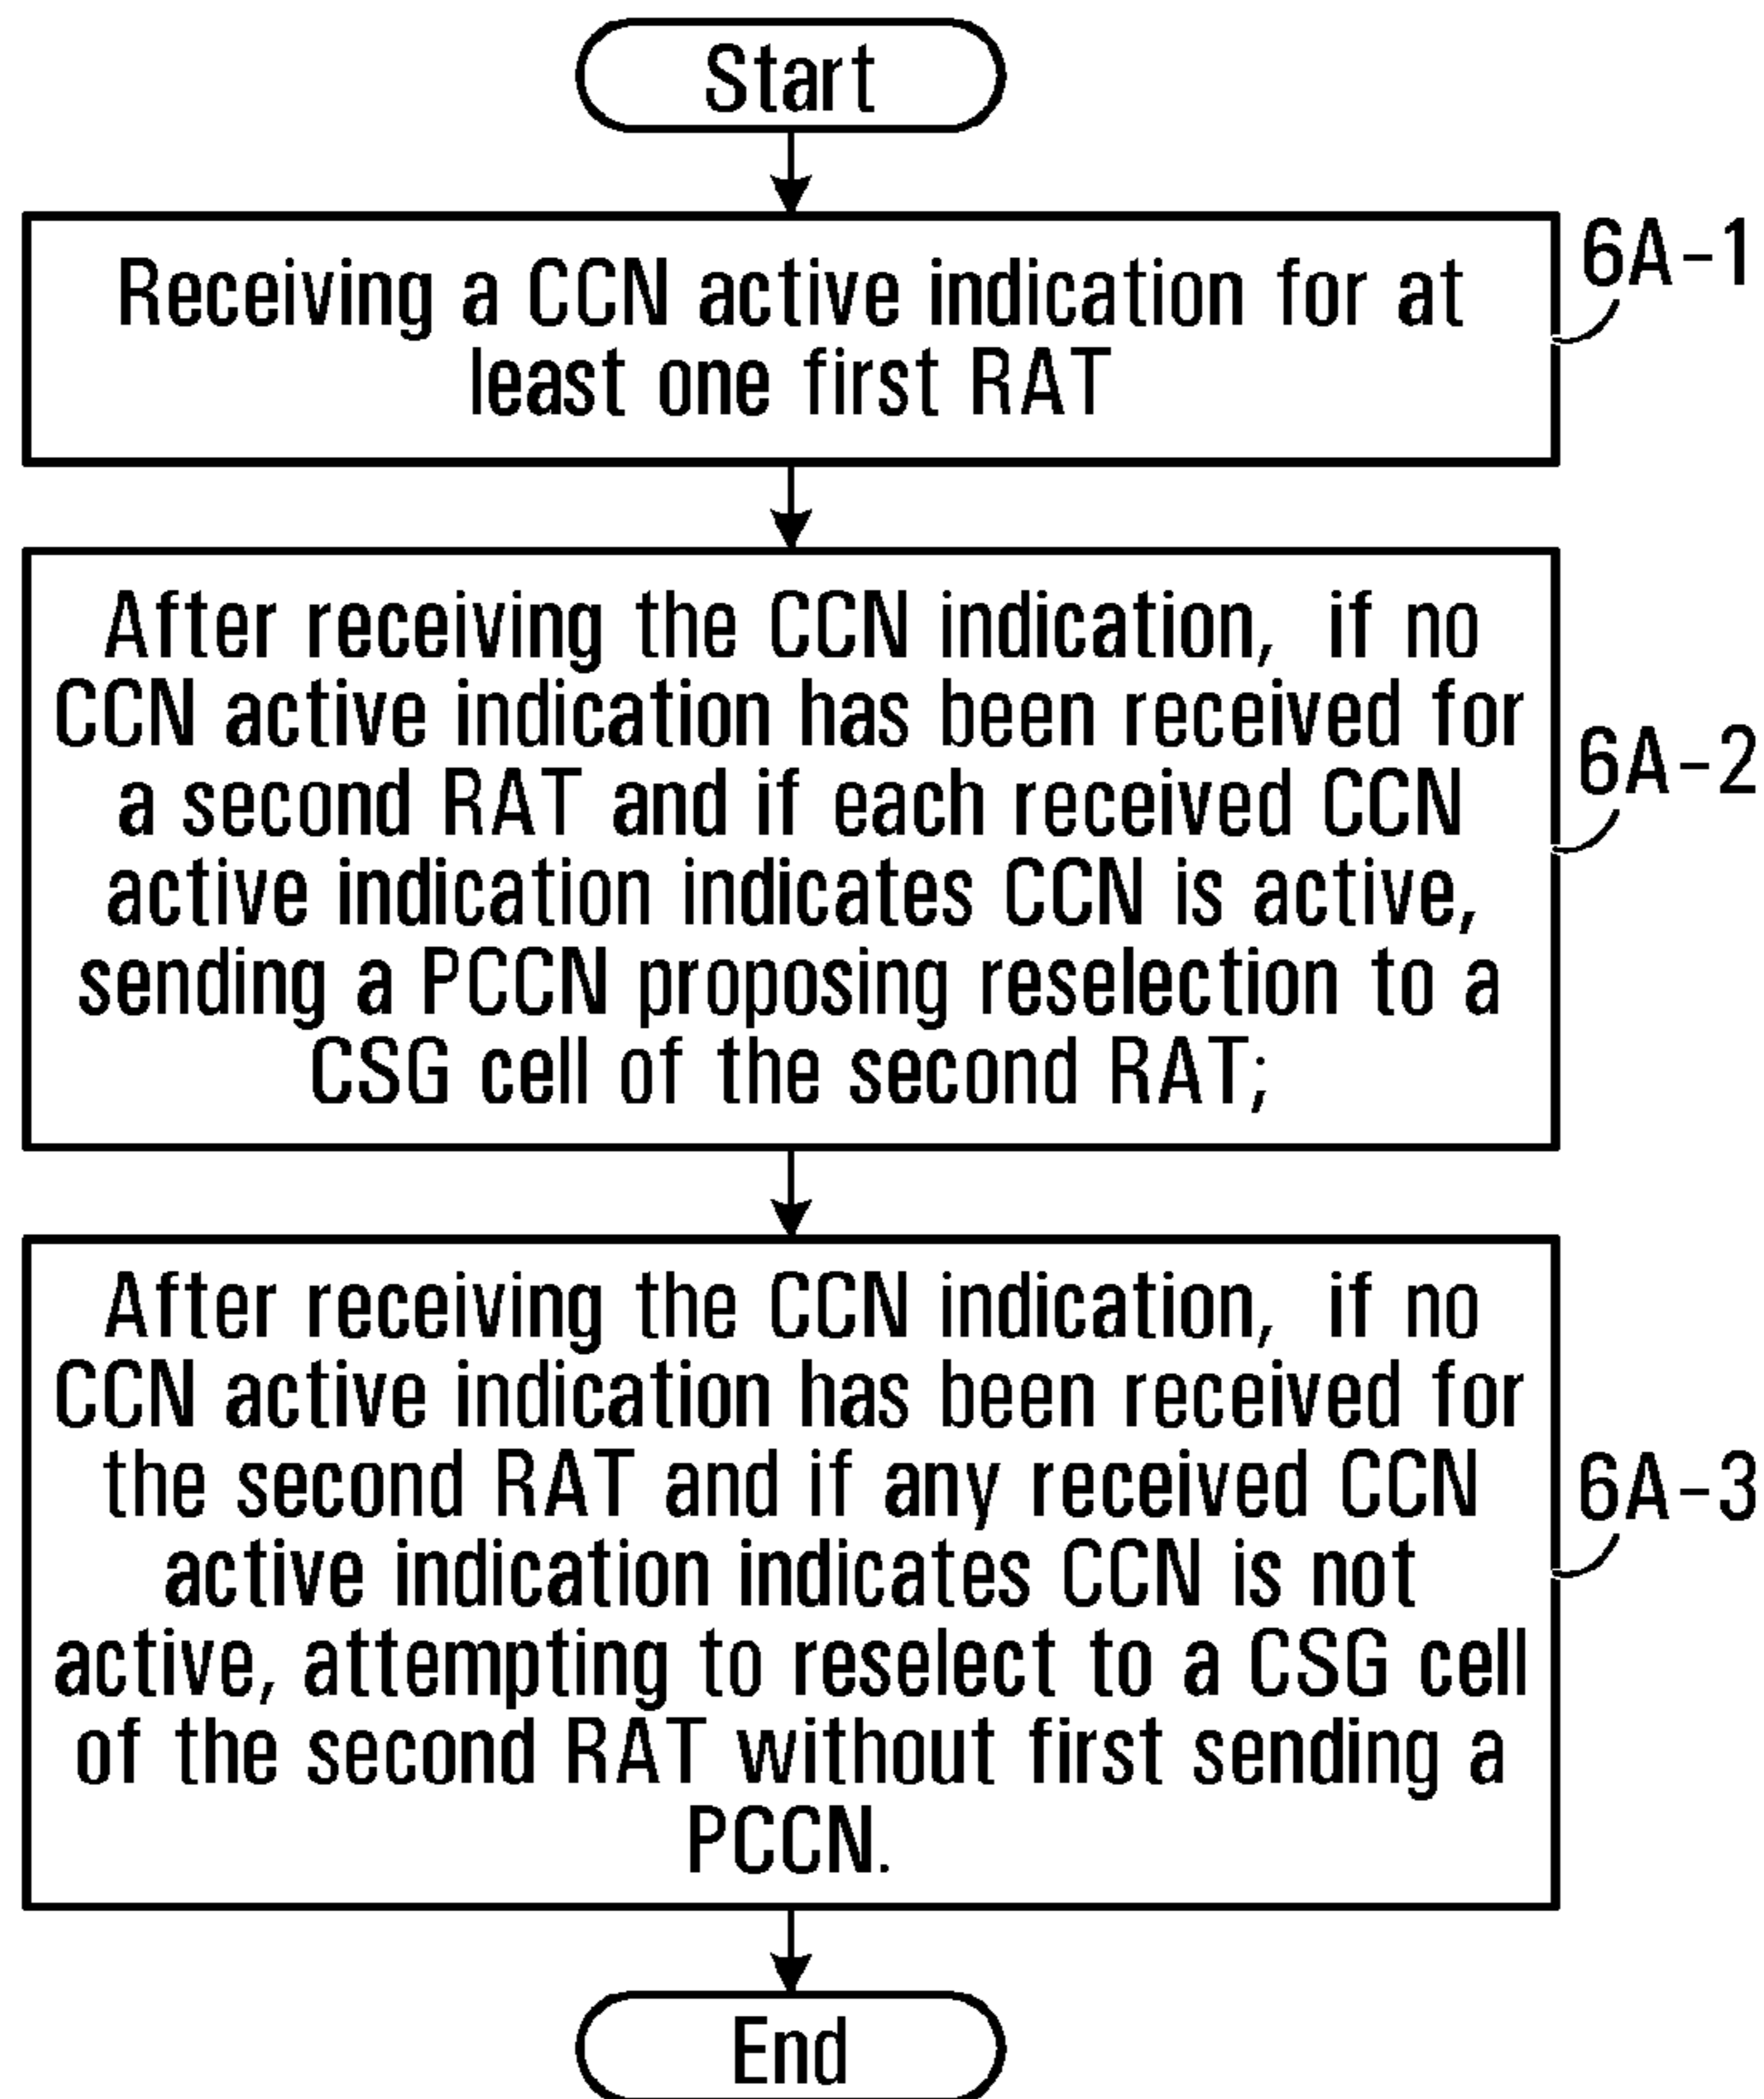 Start
Receiving a CCN active indication for at
least one first RAT
6A-1
After receiving the CCN indication, if no
CCN active indication has been received for
a second RAT and if each received CCN
active indication indicates CCN is active,
sending a PCCN proposing reselection to a
CSG cell of the second RAT;
6A-2
After receiving the CCN indication, if no
CCN active indication has been received for
the second RAT and if any received CCN
active indication indicates CCN is not
active, attempting to reselect to a CSG cell
of the second RAT without first sending a
PCCN.
6A-3
End